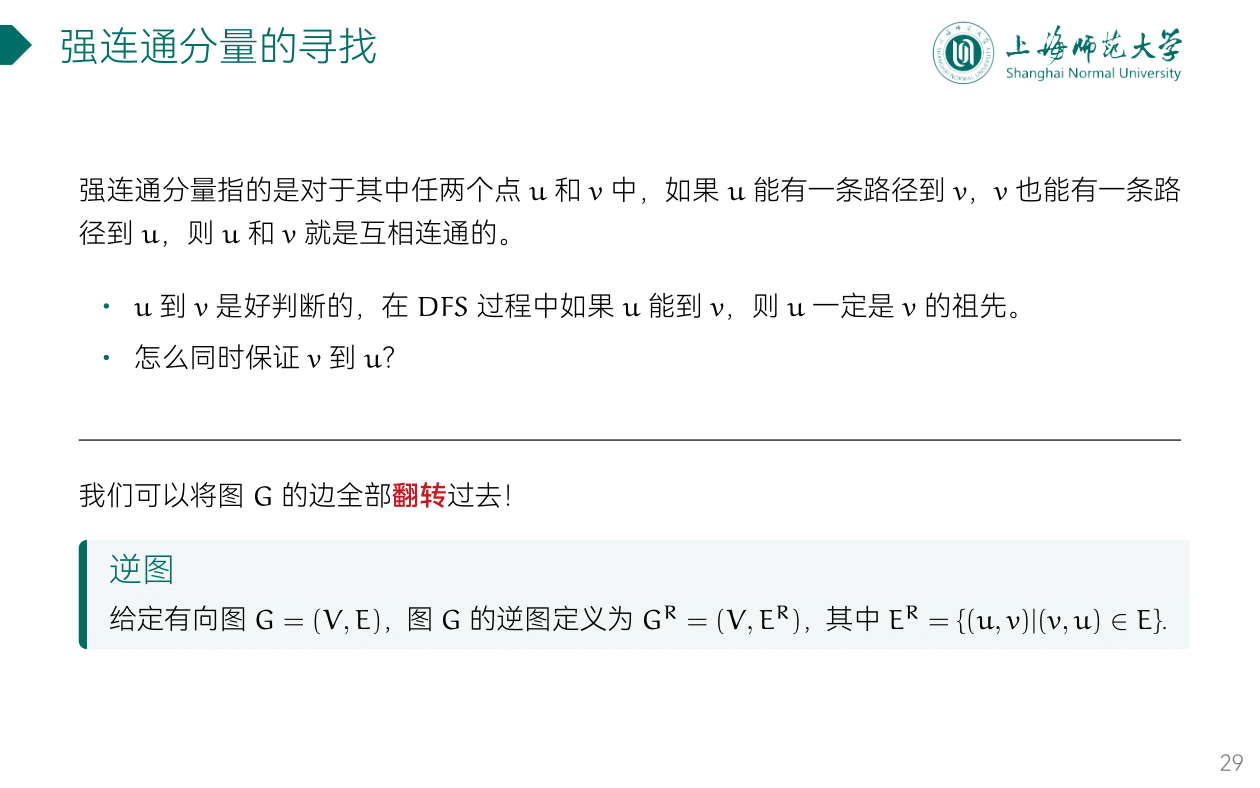 强连通分量的寻找
上海师范大学
Shanghai Normal University
强连通分量指的是对于其中任两个点 u 和 v 中，如果 u 能有一条路径到 v，v 也能有一条路
径到 u，则 u 和 v 就是互相连通的。
• u 到 v 是好判断的，在 DFS 过程中如果 u 能到 v，则 u 一定是 v 的祖先。
• 怎么同时保证 v 到 u？
我们可以将图 G 的边全部翻转过去！
逆图
给定有向图 G = (V, E)，图 G 的逆图定义为 Gᴿ = (V, Eᴿ)，其中 Eᴿ = {(u, v)|(v, u) ∈ E}.
29